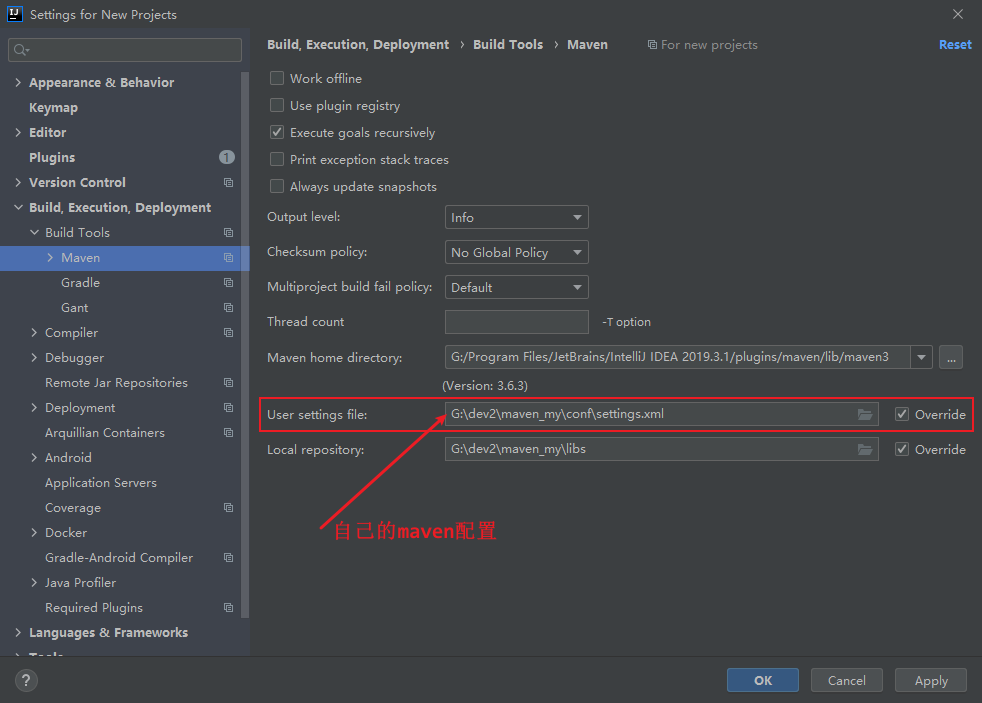 Settings for New Projects
Appearance & Behavior
Keymap
Editor
Plugins 1
Version Control
Build, Execution, Deployment
Build Tools
Maven
Gradle
Gant
Compiler
Debugger
Remote Jar Repositories
Deployment
Arquillian Containers
Android
Application Servers
Coverage
Docker
Gradle-Android Compiler
Java Profiler
Required Plugins
Languages & Frameworks
Tools
Build, Execution, Deployment › Build Tools › Maven For new projects Reset
Work offline
Use plugin registry
Execute goals recursively
Print exception stack traces
Always update snapshots
Output level: Info
Checksum policy: No Global Policy
Multiproject build fail policy: Default
Thread count -T option
Maven home directory: G:/Program Files/JetBrains/IntelliJ IDEA 2019.3.1/plugins/maven/lib/maven3 ...
(Version: 3.6.3)
User settings file: G:\dev2\maven_my\conf\settings.xml Override
Local repository: G:\dev2\maven_my\libs Override
自己的maven配置
? OK Cancel Apply